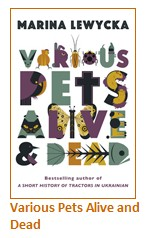 MARINA LEWYCKA
VARIOUS
PETS
ALIVE
& DEAD
Bestselling author of
A SHORT HISTORY OF TRACTORS IN UKRAINIAN
Various Pets Alive and
Dead